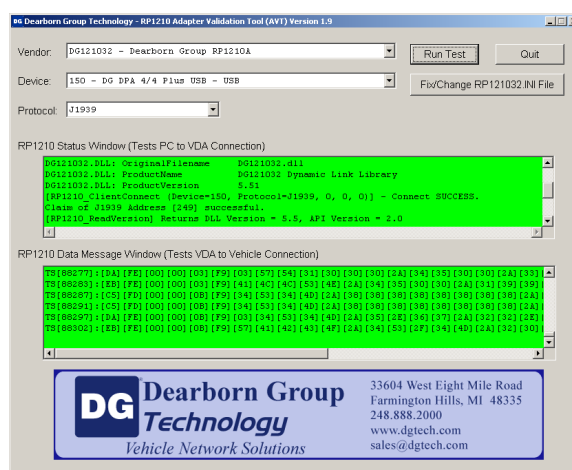 DG Dearborn Group Technology - RP1210 Adapter Validation Tool (AVT) Version 1.9
Vendor: DG121032 - Dearborn Group RP1210A
Run Test
Quit
Device: 150 - DG DPA 4/4 Plus USB - USB
Fix/Change RP121032.INI File
Protocol: J1939
RP1210 Status Window (Tests PC to VDA Connection)
DG121032.DLL: OriginalFilename DG121032.dll
DG121032.DLL: ProductName DG121032 Dynamic Link Library
DG121032.DLL: ProductVersion 5.51
[RP1210_ClientConnect (Device=150, Protocol=J1939, 0, 0, 0)] - Connect SUCCESS.
Claim of J1939 Address [249] successful.
[RP1210_ReadVersion] Returns DLL Version = 5.5, API Version = 2.0
RP1210 Data Message Window (Tests VDA to Vehicle Connection)
TS[88277]:[DA][FE][00][00][03][F9][03][57][54][31][30][30][30][2A][34][35][30][30][2A][33]
TS[88283]:[EB][FE][00][00][03][F9][41][4C][4C][53][4E][2A][34][35][30][30][2A][31][39][39]
TS[88287]:[C5][FD][00][00][0B][F9][34][53][34][4D][2A][38][38][38][38][38][38][38][38][2A]
TS[88291]:[C5][FD][00][00][0B][F9][34][53][34][4D][2A][38][38][38][38][38][38][38][38][2A]
TS[88297]:[DA][FE][00][00][0B][F9][03][34][53][34][4D][2A][35][2E][36][37][2A][32][32][2E]
TS[88302]:[EB][FE][00][00][0B][F9][57][41][42][43][4F][2A][34][53][2F][34][4D][2A][32][30]
DG
Dearborn Group
Technology
Vehicle Network Solutions
33604 West Eight Mile Road
Farmington Hills, MI 48335
248.888.2000
www.dgtech.com
sales@dgtech.com